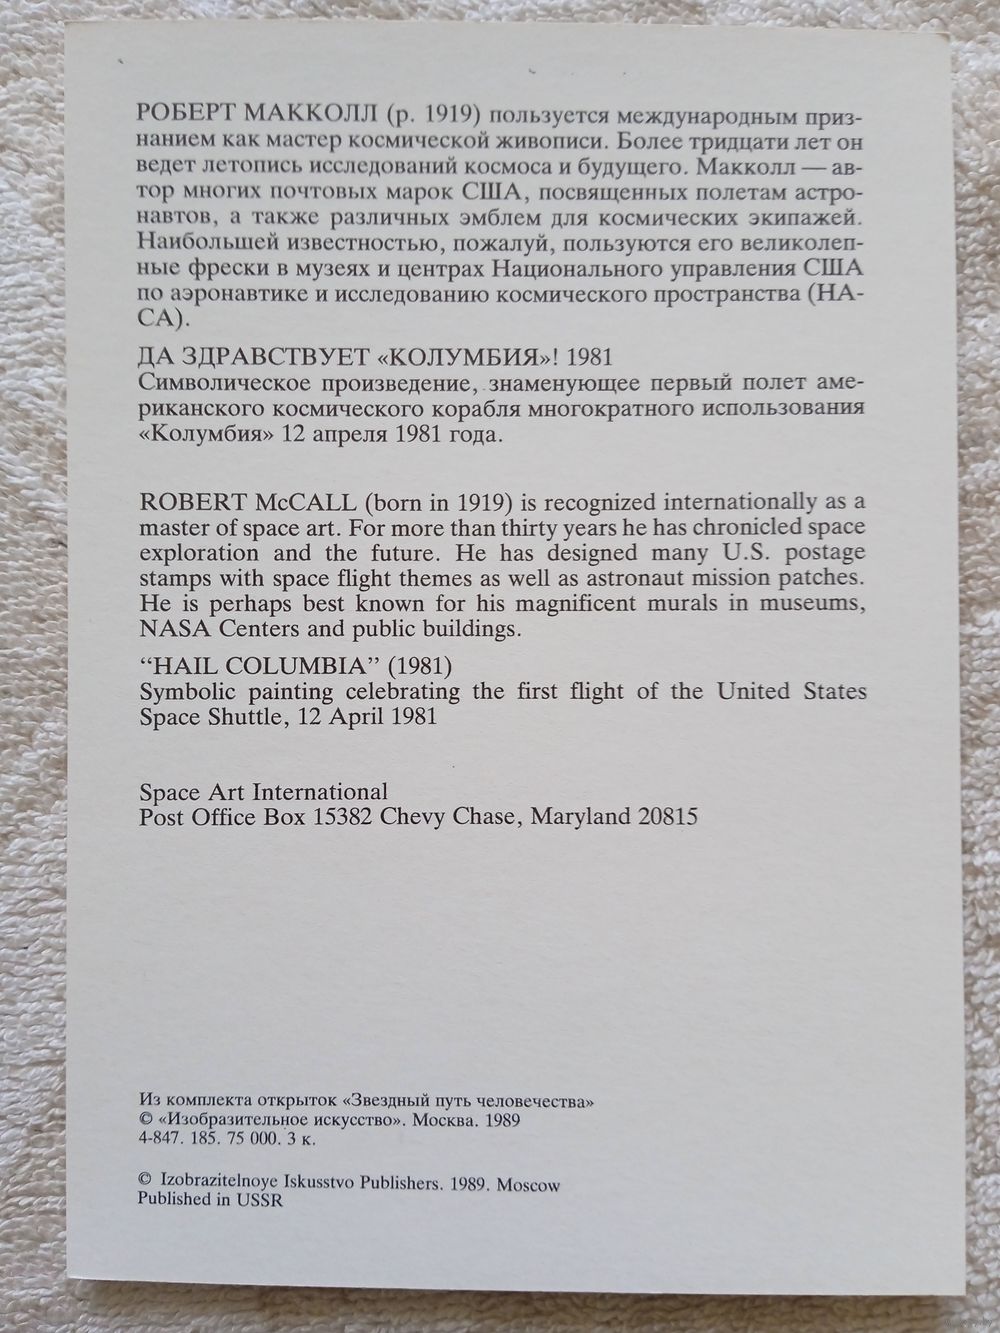 РОБЕРТ МАККОЛЛ (р. 1919) пользуется международным приз-
нанием как мастер космической живописи. Более тридцати лет он
ведет летопись исследований космоса и будущего. Макколл — ав-
тор многих почтовых марок США, посвященных полетам астро-
навтов, а также различных эмблем для космических экипажей.
Наибольшей известностью, пожалуй, пользуются его великолеп-
ные фрески в музеях и центрах Национального управления США
по аэронавтике и исследованию космического пространства (НА-
СА).
ДА ЗДРАВСТВУЕТ «КОЛУМБИЯ»! 1981
Символическое произведение, знаменующее первый полет аме-
риканского космического корабля многократного использования
«Колумбия» 12 апреля 1981 года.
ROBERT McCALL (born in 1919) is recognized internationally as a
master of space art. For more than thirty years he has chronicled space
exploration and the future. He has designed many U.S. postage
stamps with space flight themes as well as astronaut mission patches.
He is perhaps best known for his magnificent murals in museums,
NASA Centers and public buildings.
“HAIL COLUMBIA” (1981)
Symbolic painting celebrating the first flight of the United States
Space Shuttle, 12 April 1981
Space Art International
Post Office Box 15382 Chevy Chase, Maryland 20815
Из комплекта открыток «Звездный путь человечества»
© «Изобразительное искусство». Москва. 1989
4-847. 185. 75 000. 3 к.
© Izobrazitelnoye Iskusstvo Publishers. 1989. Moscow
Published in USSR